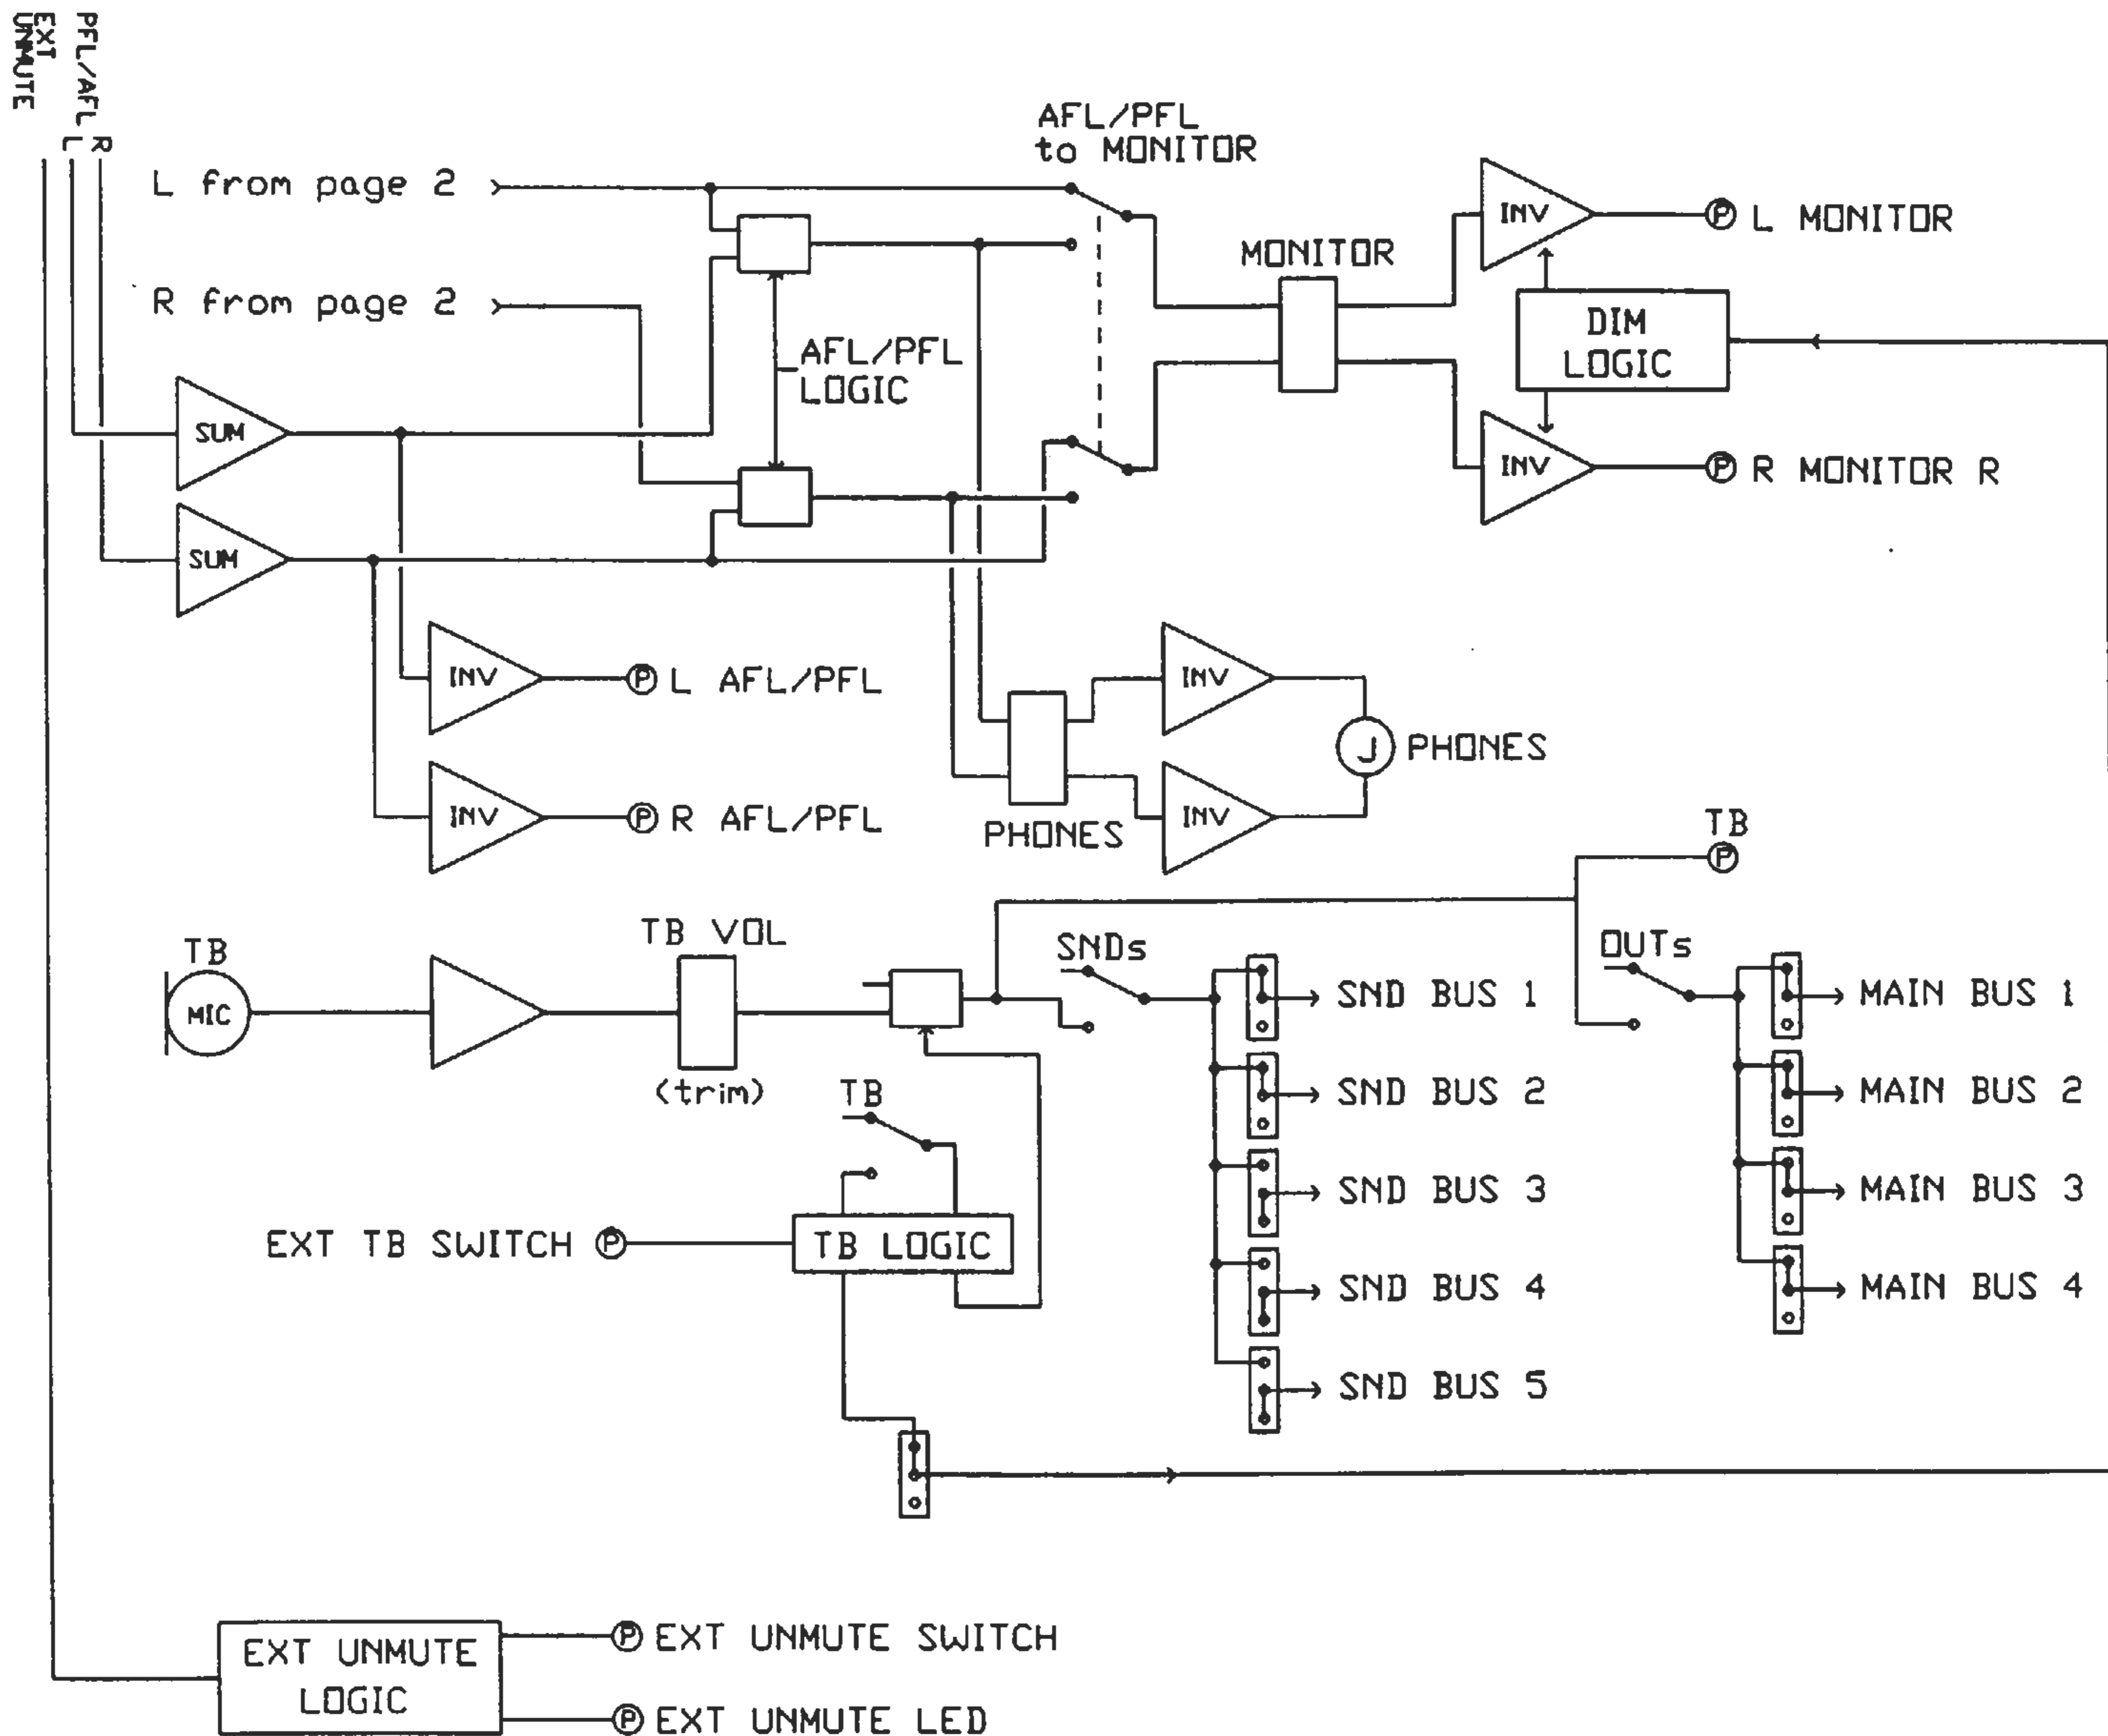 EXT
UNMUTE
PFL/AFL
L
R
AFL/PFL
to MONITOR
L from page 2
INV
P L MONITOR
MONITOR
R from page 2
DIM
LOGIC
AFL/PFL
LOGIC
SUM
INV
P R MONITOR R
SUM
INV
P L AFL/PFL
INV
J PHONES
INV
P R AFL/PFL
PHONES
INV
TB
P
TB
MIC
TB VOL
(trim)
SNDs
OUTs
SND BUS 1
MAIN BUS 1
SND BUS 2
MAIN BUS 2
TB
SND BUS 3
MAIN BUS 3
EXT TB SWITCH P
TB LOGIC
SND BUS 4
MAIN BUS 4
SND BUS 5
EXT UNMUTE
LOGIC
P EXT UNMUTE SWITCH
P EXT UNMUTE LED